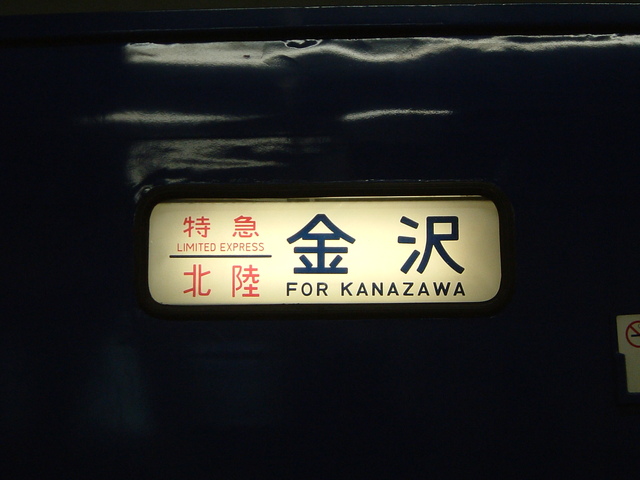 特急
LIMITED EXPRESS
北陸
金沢
FOR KANAZAWA